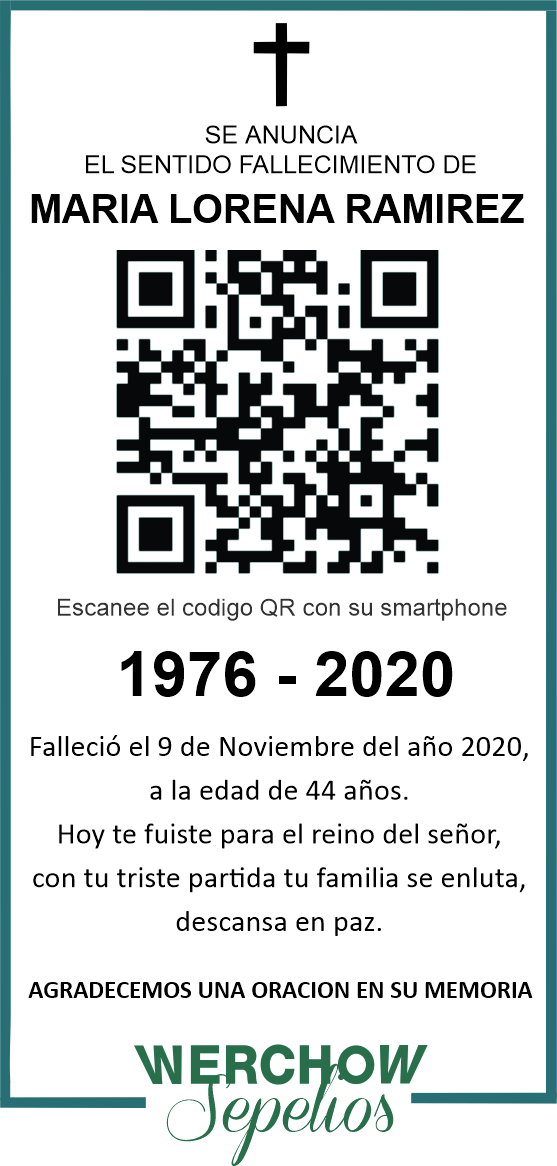 SE ANUNCIA
EL SENTIDO FALLECIMIENTO DE
MARIA LORENA RAMIREZ
Escanee el codigo QR con su smartphone
1976 - 2020
Falleció el 9 de Noviembre del año 2020,
a la edad de 44 años.
Hoy te fuiste para el reino del señor,
con tu triste partida tu familia se enluta,
descansa en paz.
AGRADECEMOS UNA ORACION EN SU MEMORIA
WERCHOW
Sepelios